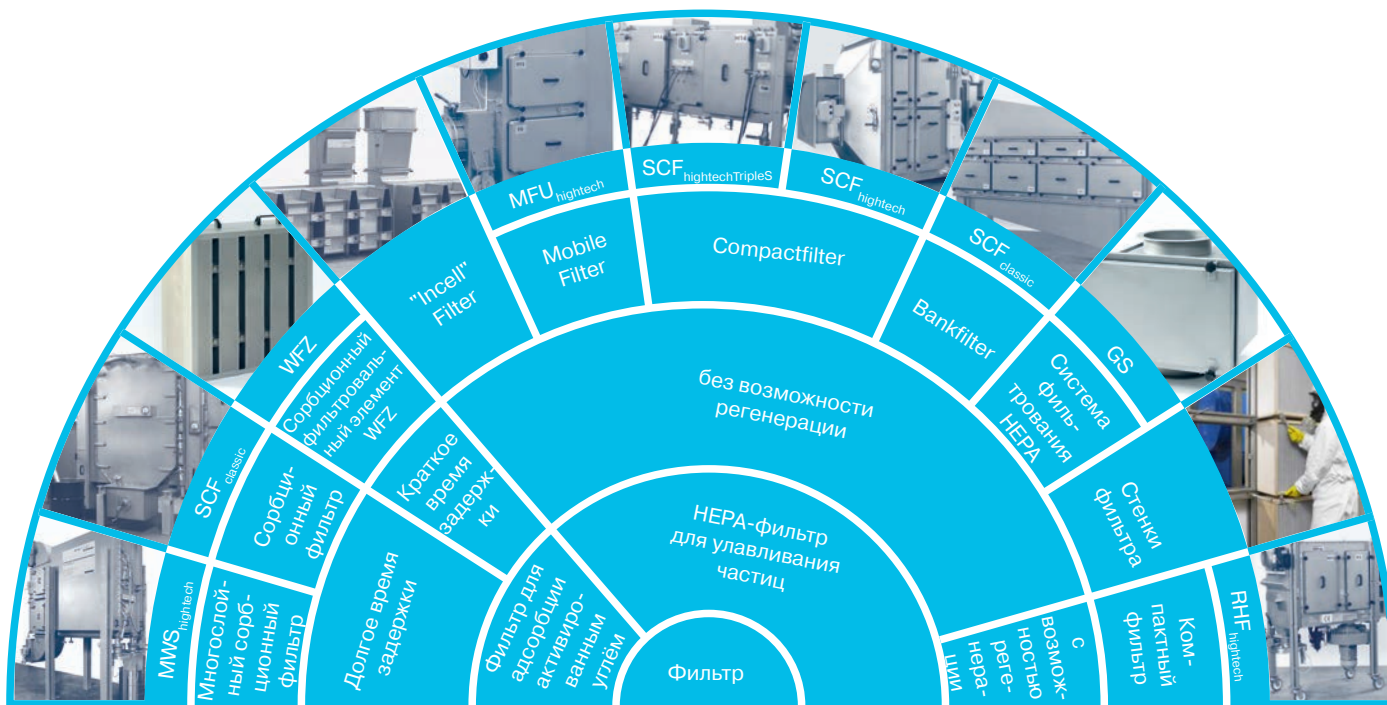 Фильтр
Фильтр для
адсорбции
активиро-
ванным
углём
HEPA-фильтр
для улавливания
частиц
Долгое время
задержки
Краткое
время
задерж-
ки
без возможности
регенерации
с
возмож-
ностью
реге-
нера-
ции
Многослой-
ный сорб-
ционный
фильтр
Сорбци-
онный
фильтр
Сорбционный
фильтроваль-
ный элемент
WFZ
"Incell"
Filter
Mobile
Filter
Compactfilter
Bankfilter
Система
филь-
трования
HEPA
Стенки
фильтра
Ком-
пактный
фильтр
MWS hightech
SCF classic
WFZ
MFU hightech
SCF hightechTripleS
SCF hightech
SCF classic
GS
RHF hightech